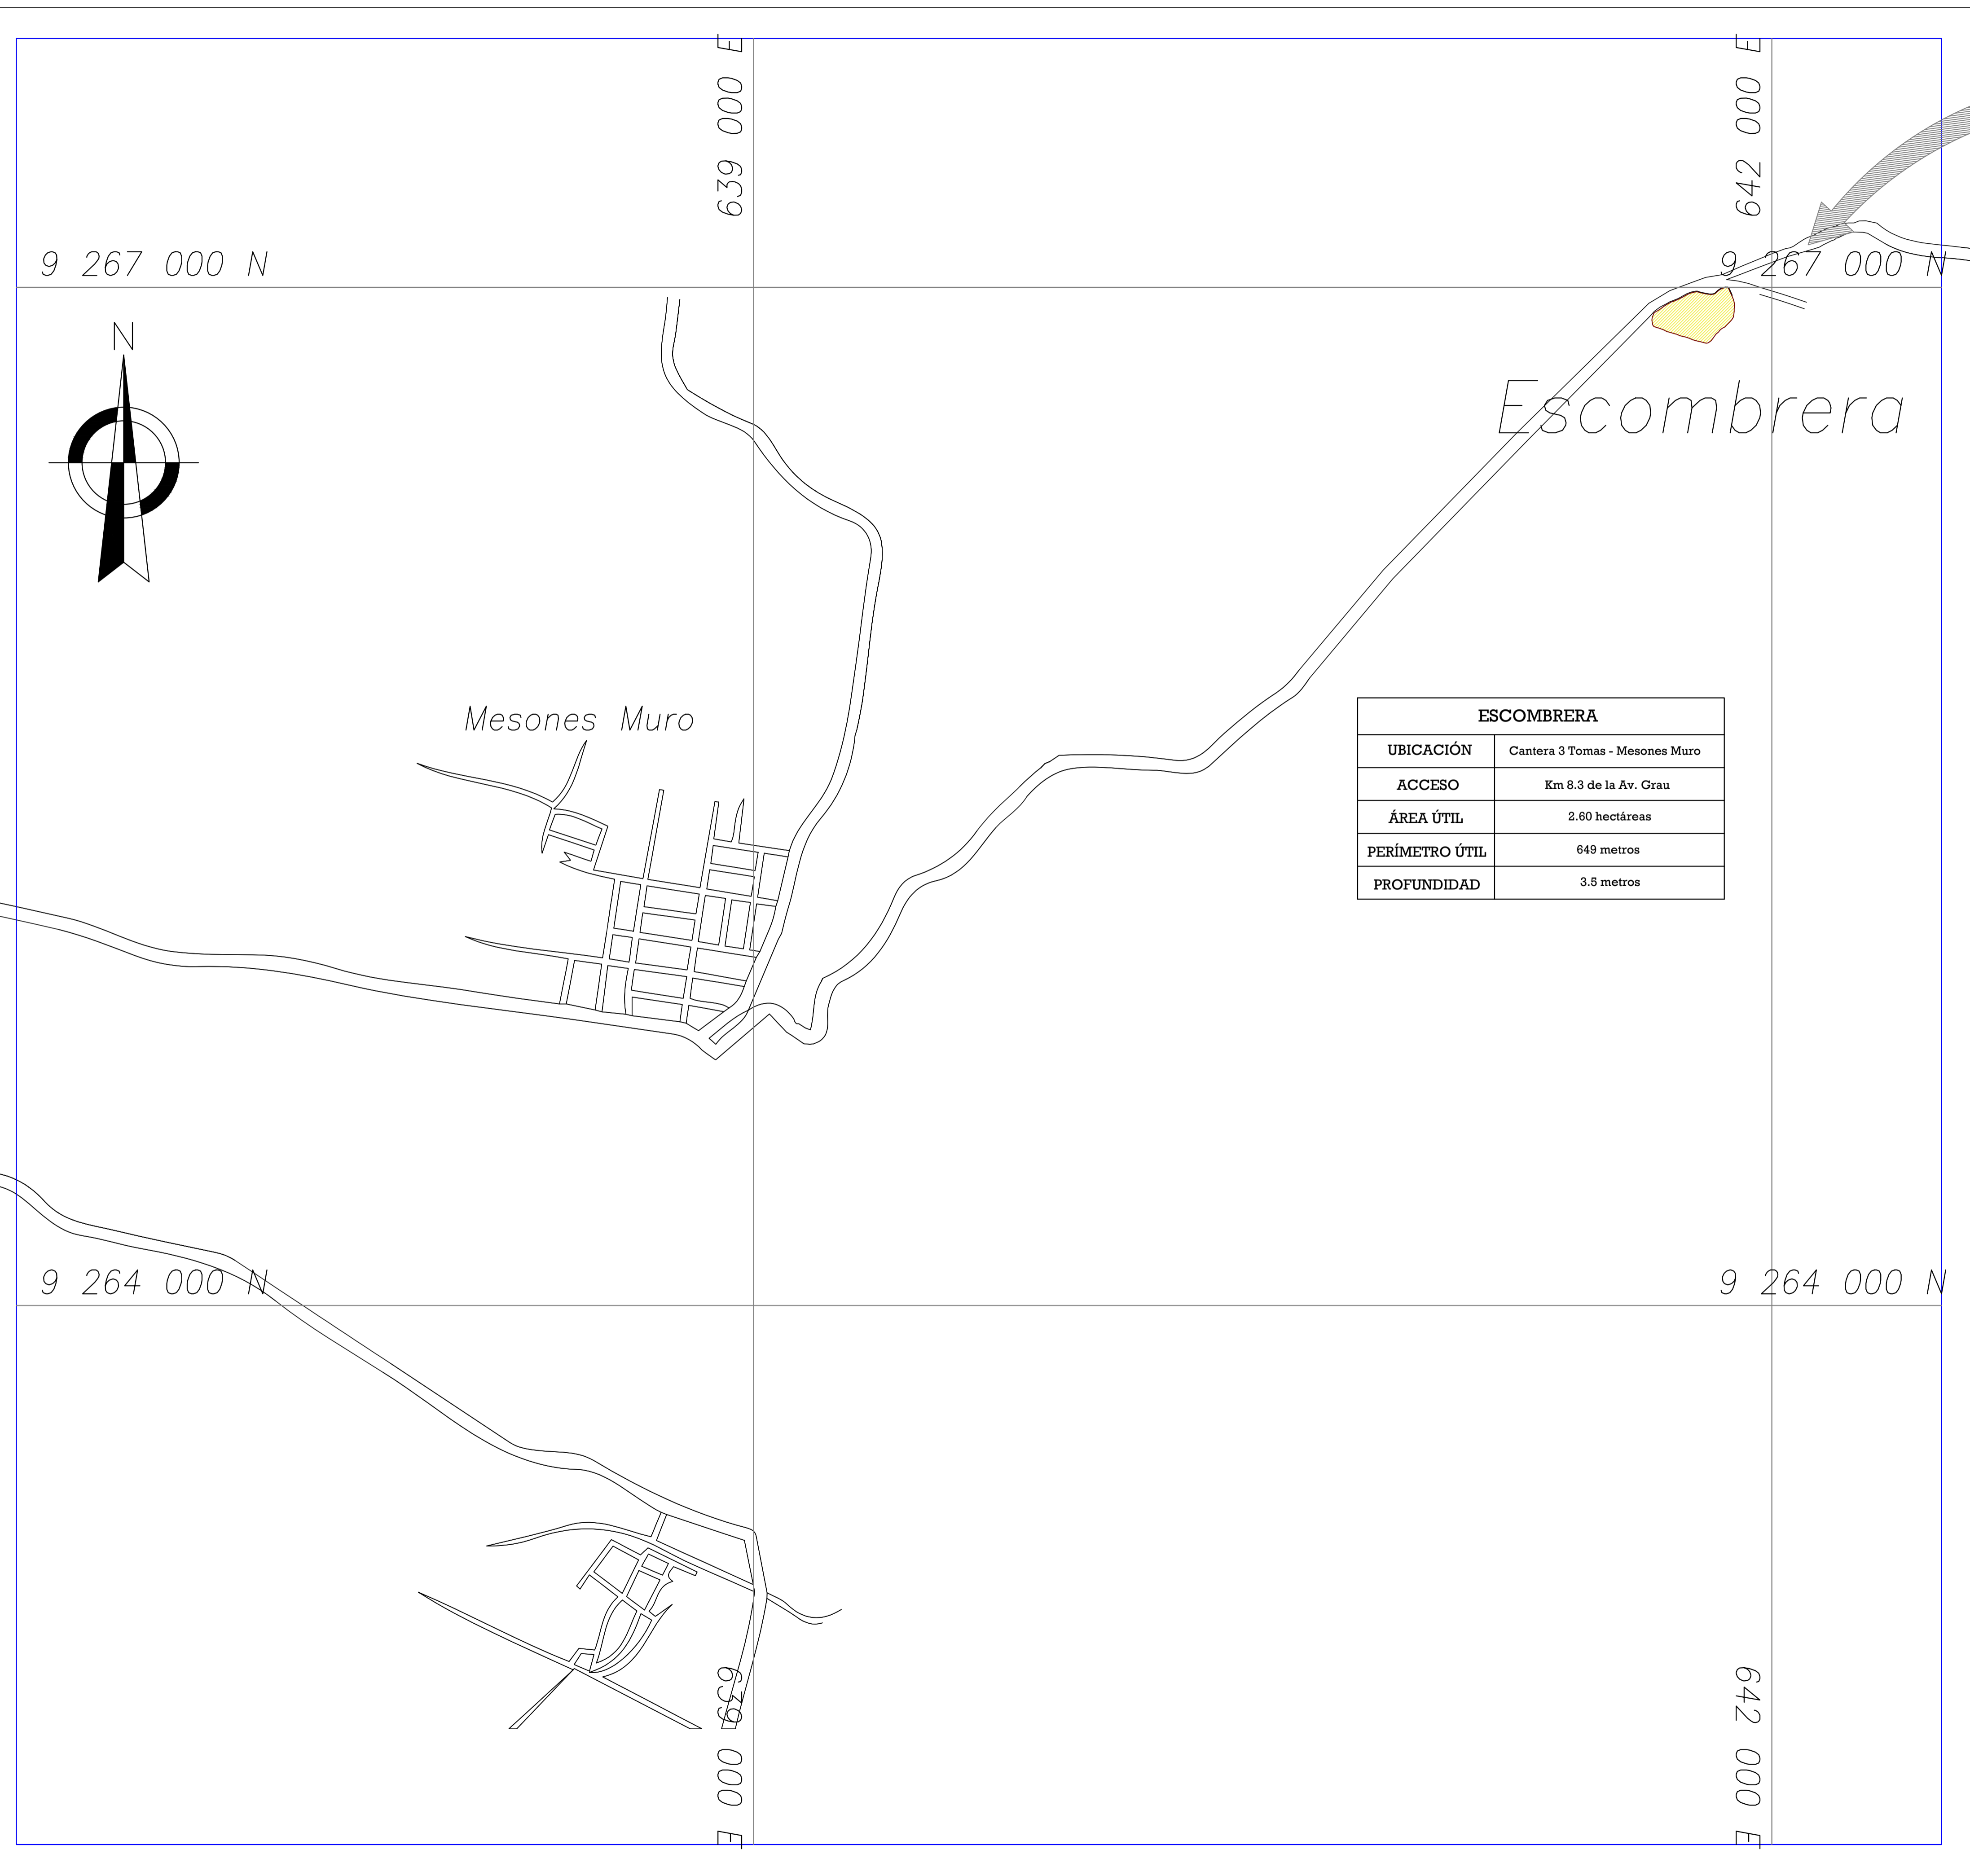 639 000 E
642 000 E
9 267 000 N
9 267 000 N
N
Escombrera
Mesones Muro
ESCOMBRERA
UBICACIÓN Cantera 3 Tomas - Mesones Muro
ACCESO Km 8.3 de la Av. Grau
ÁREA ÚTIL 2.60 hectáreas
PERÍMETRO ÚTIL 649 metros
PROFUNDIDAD 3.5 metros
9 264 000 N
9 264 000 N
639 000 E
642 000 E